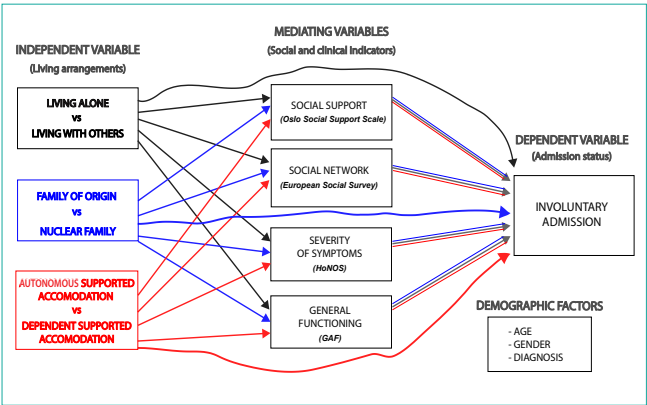 MEDIATING VARIABLES
(Social and clinical indicators)
INDEPENDENT VARIABLE
(Living arrangements)
LIVING ALONE
vs
LIVING WITH OTHERS
FAMILY OF ORIGIN
vs
NUCLEAR FAMILY
AUTONOMOUS SUPPORTED
ACCOMODATION
vs
DEPENDENT SUPPORTED
ACCOMODATION
SOCIAL SUPPORT
(Oslo Social Support Scale)
SOCIAL NETWORK
(European Social Survey)
SEVERITY
OF SYMPTOMS
(HoNOS)
GENERAL
FUNCTIONING
(GAF)
DEPENDENT VARIABLE
(Admission status)
INVOLUNTARY
ADMISSION
DEMOGRAPHIC FACTORS
- AGE
- GENDER
- DIAGNOSIS